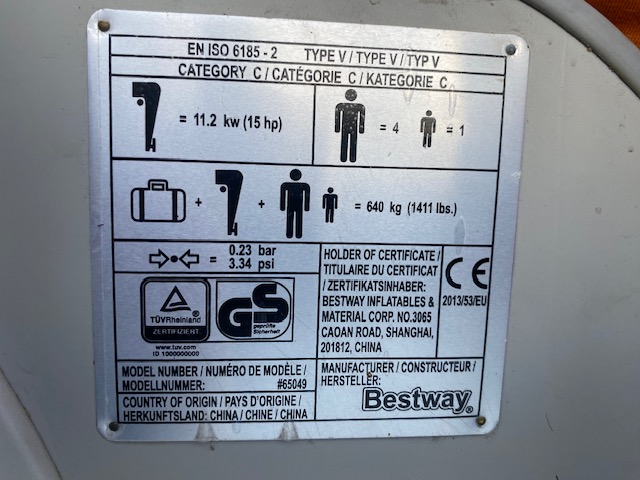 EN ISO 6185 - 2 TYPE V / TYPE V / TYP V
CATEGORY C / CATÉGORIE C / KATEGORIE C
= 11.2 kw (15 hp)
= 4 = 1
+ + = 640 kg (1411 lbs.)
= 0.23 bar
3.34 psi
HOLDER OF CERTIFICATE /
TITULAIRE DU CERTIFICAT
/ ZERTIFIKATSINHABER:
BESTWAY INFLATABLES &
MATERIAL CORP. NO.3065
CAOAN ROAD, SHANGHAI,
201812, CHINA
CE
2013/53/EU
TÜVRheinland
ZERTIFIZIERT
www.tuv.com
ID 1000000000
GS
geprüfte
Sicherheit
MODEL NUMBER / NUMÉRO DE MODÈLE /
MODELLNUMMER: #65049
COUNTRY OF ORIGIN / PAYS D'ORIGINE /
HERKUNFTSLAND: CHINA / CHINE / CHINA
MANUFACTURER / CONSTRUCTEUR /
HERSTELLER:
Bestway®